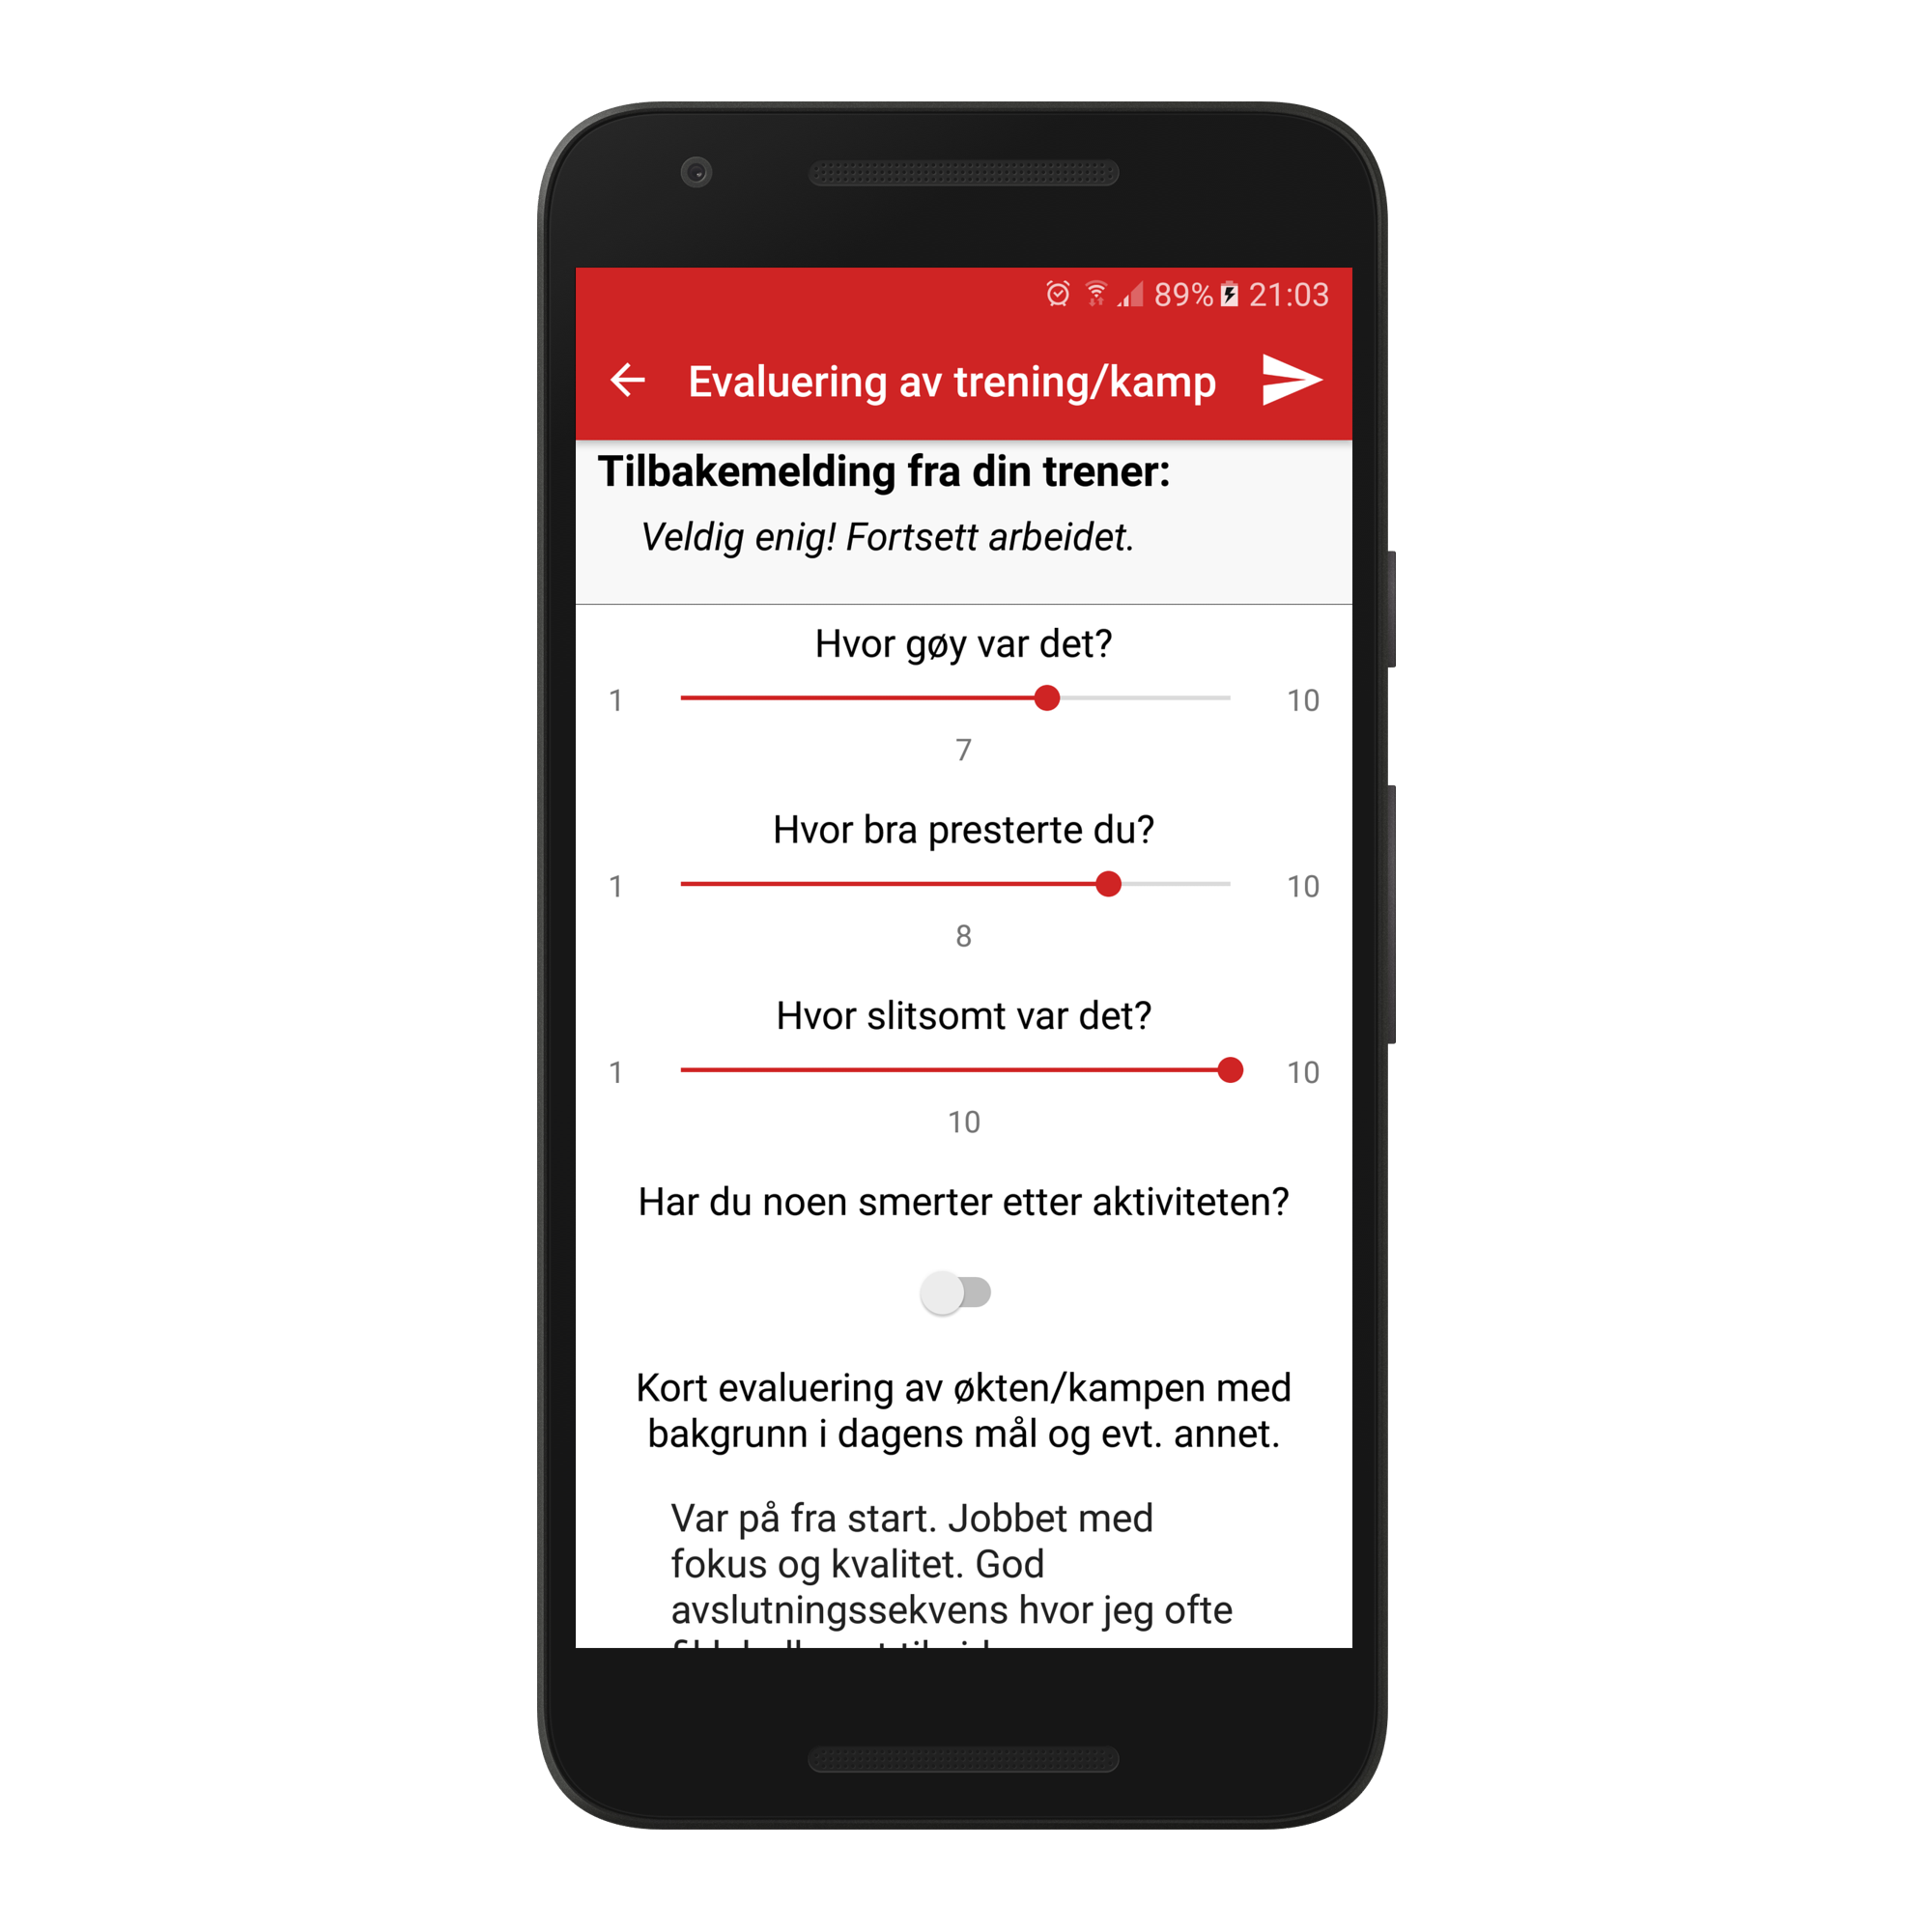 89% 21:03
Evaluering av trening/kamp
Tilbakemelding fra din trener:
Veldig enig! Fortsett arbeidet.
Hvor gøy var det?
1 10
7
Hvor bra presterte du?
1 10
8
Hvor slitsomt var det?
1 10
10
Har du noen smerter etter aktiviteten?
Kort evaluering av økten/kampen med
bakgrunn i dagens mål og evt. annet.
Var på fra start. Jobbet med
fokus og kvalitet. God
avslutningssekvens hvor jeg ofte